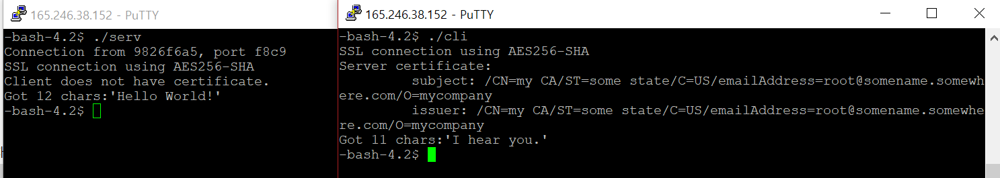 165.246.38.152 - PuTTY
-bash-4.2$ ./serv
Connection from 9826f6a5, port f8c9
SSL connection using AES256-SHA
Client does not have certificate.
Got 12 chars:'Hello World!'
-bash-4.2$
165.246.38.152 - PuTTY
-bash-4.2$ ./cli
SSL connection using AES256-SHA
Server certificate:
         subject: /CN=my CA/ST=some state/C=US/emailAddress=root@somename.somewh
ere.com/O=mycompany
         issuer: /CN=my CA/ST=some state/C=US/emailAddress=root@somename.somewhe
re.com/O=mycompany
Got 11 chars:'I hear you.'
-bash-4.2$